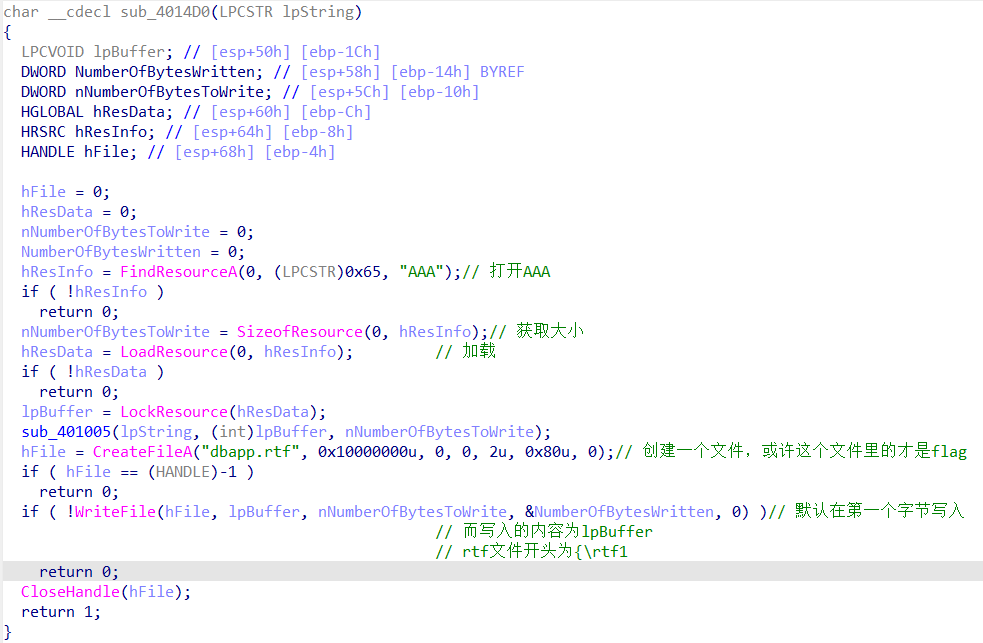 char __cdecl sub_4014D0(LPCSTR lpString)
{
  LPCVOID lpBuffer; // [esp+50h] [ebp-1Ch]
  DWORD NumberOfBytesWritten; // [esp+58h] [ebp-14h] BYREF
  DWORD nNumberOfBytesToWrite; // [esp+5Ch] [ebp-10h]
  HGLOBAL hResData; // [esp+60h] [ebp-Ch]
  HRSRC hResInfo; // [esp+64h] [ebp-8h]
  HANDLE hFile; // [esp+68h] [ebp-4h]

  hFile = 0;
  hResData = 0;
  nNumberOfBytesToWrite = 0;
  NumberOfBytesWritten = 0;
  hResInfo = FindResourceA(0, (LPCSTR)0x65, "AAA");// 打开AAA
  if ( !hResInfo )
    return 0;
  nNumberOfBytesToWrite = SizeofResource(0, hResInfo);// 获取大小
  hResData = LoadResource(0, hResInfo);         // 加载
  if ( !hResData )
    return 0;
  lpBuffer = LockResource(hResData);
  sub_401005(lpString, (int)lpBuffer, nNumberOfBytesToWrite);
  hFile = CreateFileA("dbapp.rtf", 0x10000000u, 0, 0, 2u, 0x80u, 0);// 创建一个文件，或许这个文件里的才是flag
  if ( hFile == (HANDLE)-1 )
    return 0;
  if ( !WriteFile(hFile, lpBuffer, nNumberOfBytesToWrite, &NumberOfBytesWritten, 0) )// 默认在第一个字节写入
                                                // 而写入的内容为lpBuffer
                                                // rtf文件开头为{\rtf1
    return 0;
  CloseHandle(hFile);
  return 1;
}